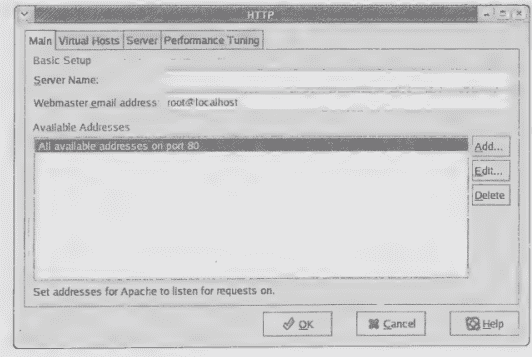 HTTP
Main Virtual Hosts Server Performance Tuning
Basic Setup
Server Name:
Webmaster email address: root@localhost
Available Addresses
All available addresses on port 80
Add...
Edit...
Delete
Set addresses for Apache to listen for requests on.
OK Cancel Help